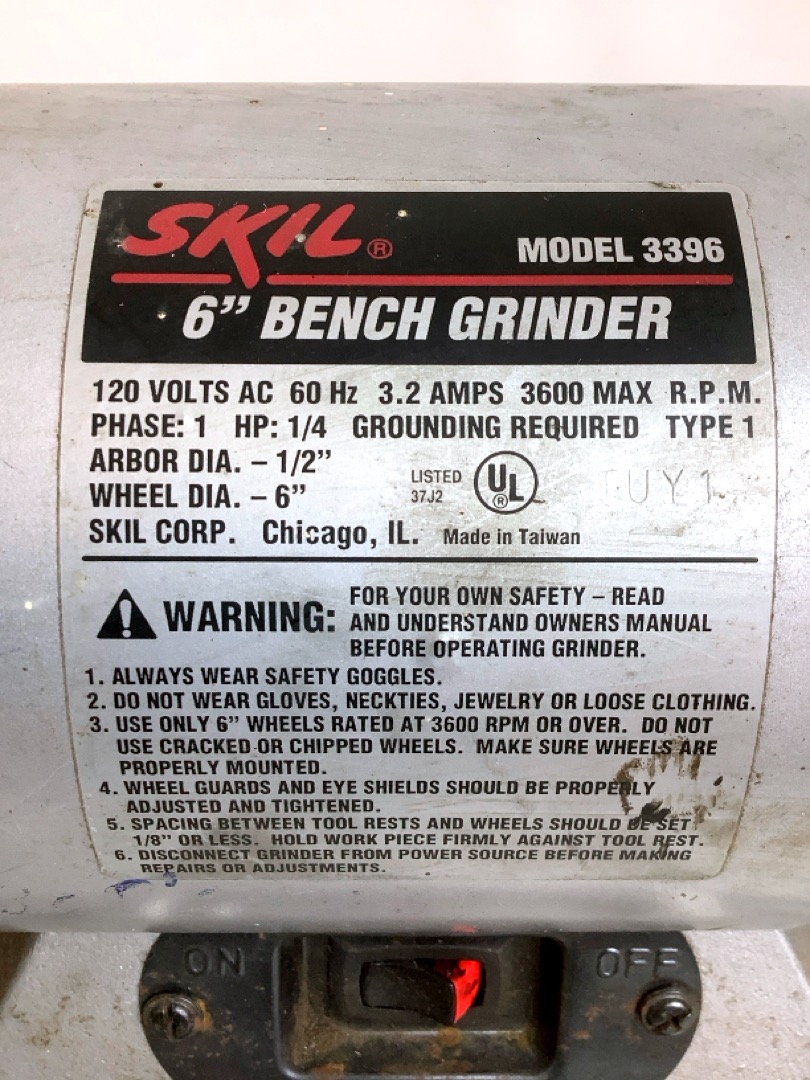 SKIL®
MODEL 3396
6” BENCH GRINDER
120 VOLTS AC 60 Hz 3.2 AMPS 3600 MAX R.P.M.
PHASE: 1 HP: 1/4 GROUNDING REQUIRED TYPE 1
ARBOR DIA. – 1/2”
WHEEL DIA. – 6”
LISTED
37J2
UL®
UY1
SKIL CORP. Chicago, IL. Made in Taiwan
WARNING: FOR YOUR OWN SAFETY – READ
AND UNDERSTAND OWNERS MANUAL
BEFORE OPERATING GRINDER.
1. ALWAYS WEAR SAFETY GOGGLES.
2. DO NOT WEAR GLOVES, NECKTIES, JEWELRY OR LOOSE CLOTHING.
3. USE ONLY 6” WHEELS RATED AT 3600 RPM OR OVER. DO NOT
USE CRACKED OR CHIPPED WHEELS. MAKE SURE WHEELS ARE
PROPERLY MOUNTED.
4. WHEEL GUARDS AND EYE SHIELDS SHOULD BE PROPERLY
ADJUSTED AND TIGHTENED.
5. SPACING BETWEEN TOOL RESTS AND WHEELS SHOULD BE SET
1/8” OR LESS. HOLD WORK PIECE FIRMLY AGAINST TOOL REST.
6. DISCONNECT GRINDER FROM POWER SOURCE BEFORE MAKING
REPAIRS OR ADJUSTMENTS.
ON OFF